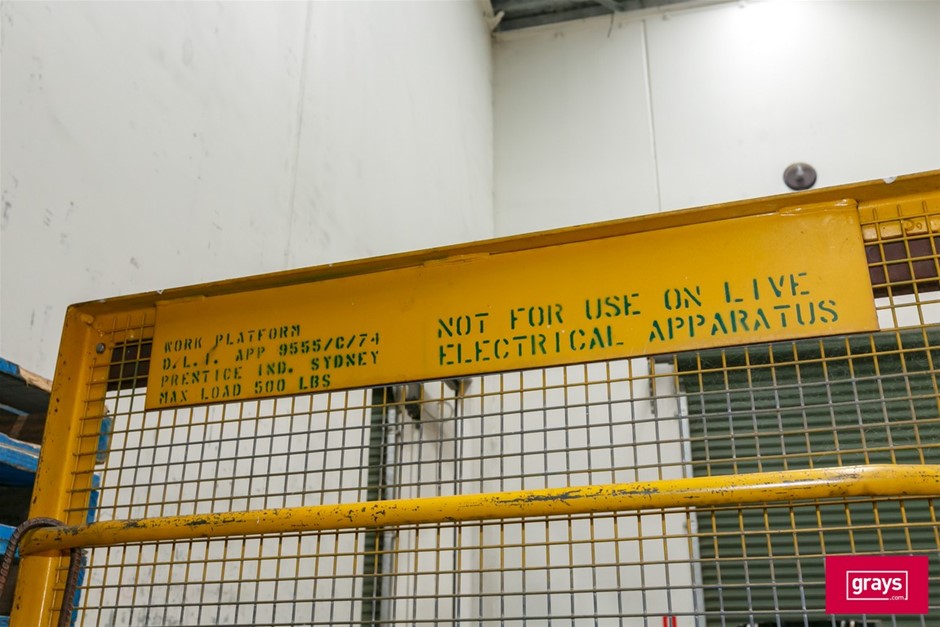 WORK PLATFORM
D.L.I. APP 9555/C/74
PRENTICE IND. SYDNEY
MAX LOAD 500 LBS
NOT FOR USE ON LIVE
ELECTRICAL APPARATUS
grays
.com